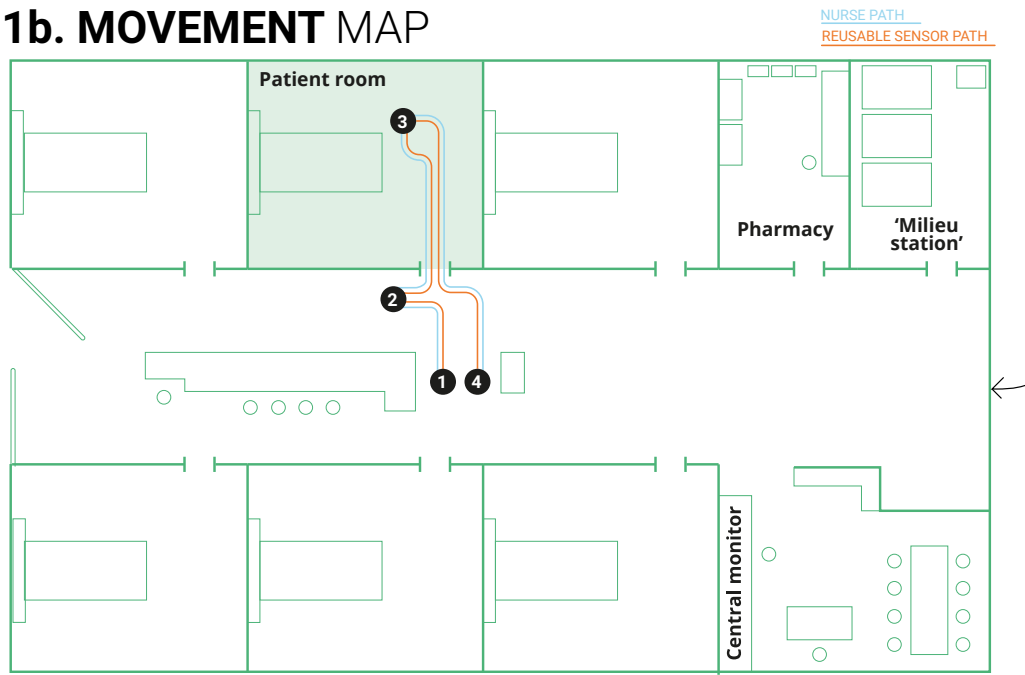 1b. MOVEMENT MAP
NURSE PATH
REUSABLE SENSOR PATH
Patient room
3
Pharmacy
'Milieu
station'
2
1
4
Central monitor